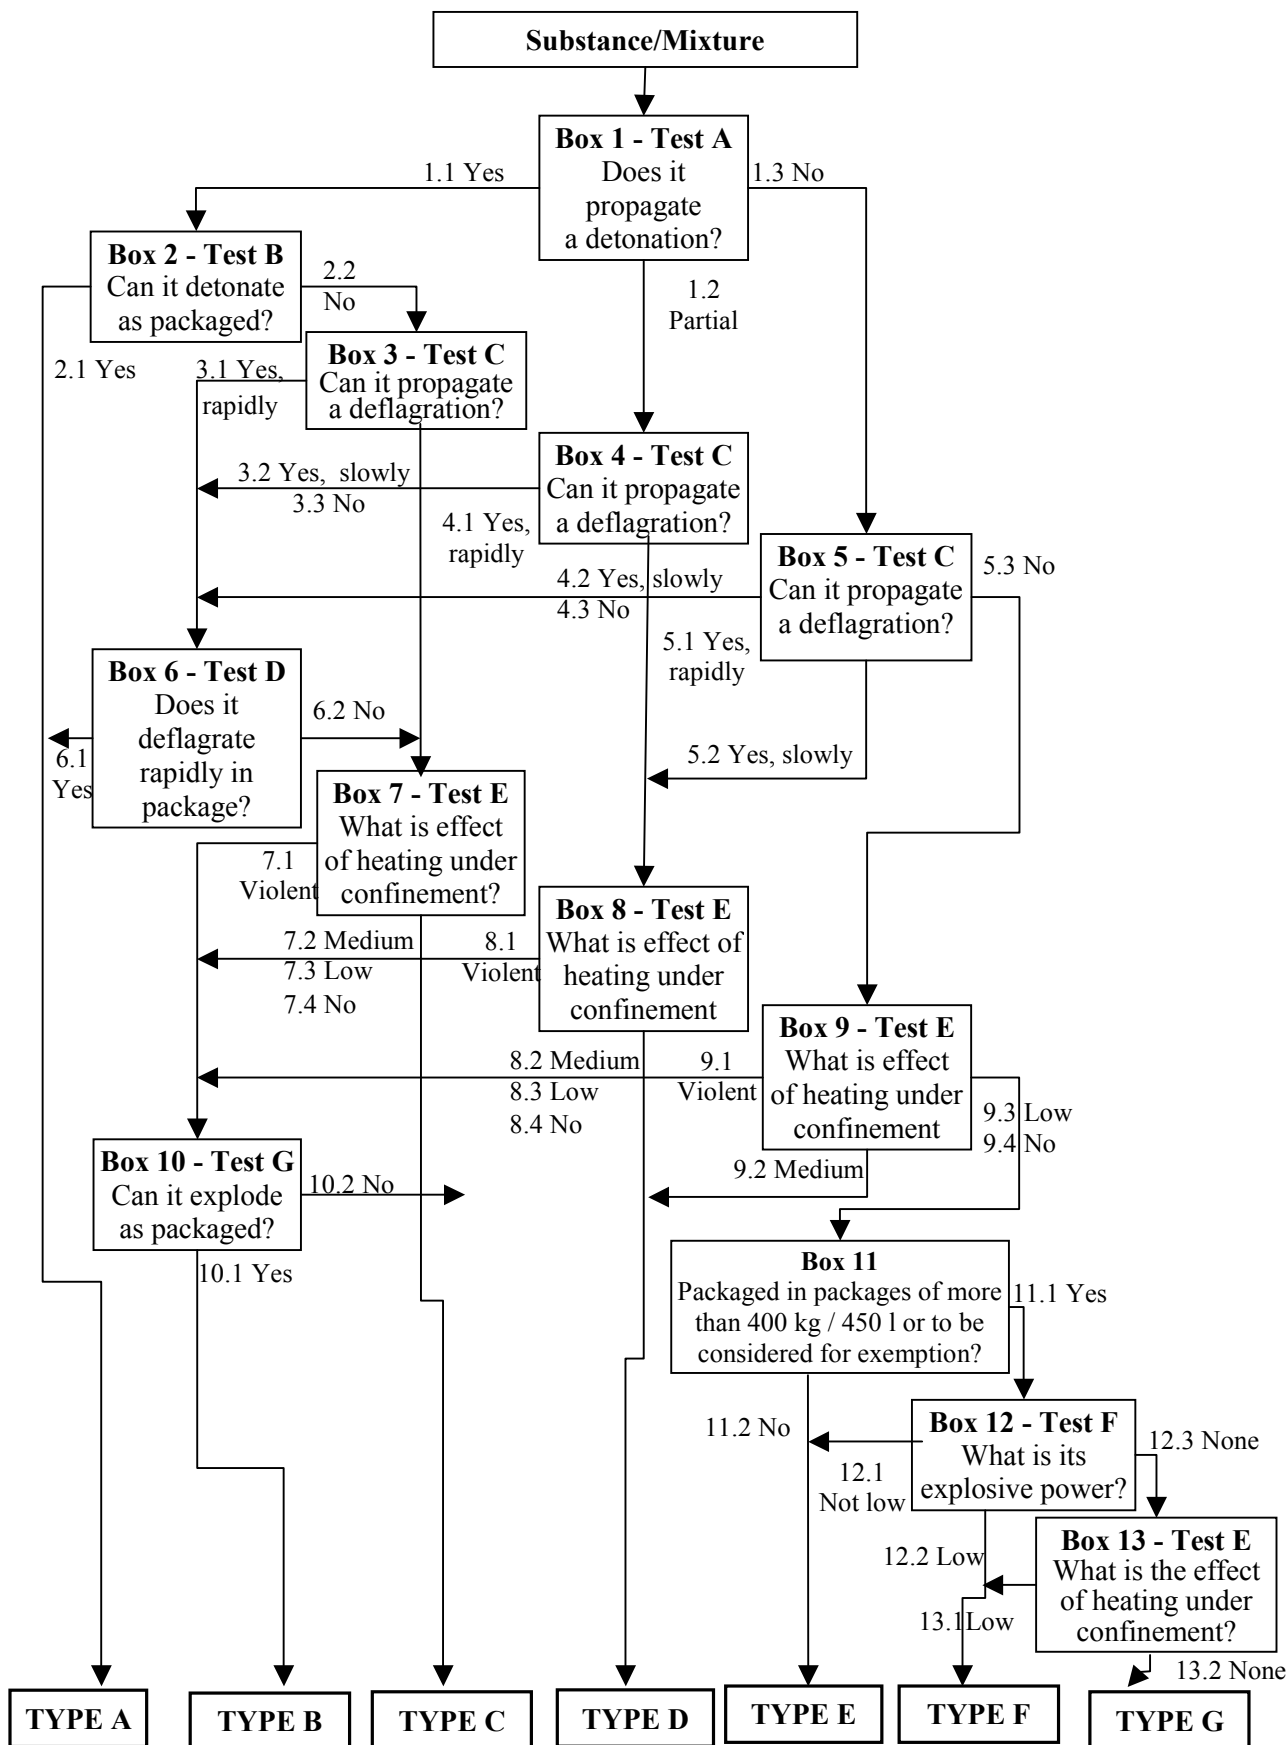 Substance/Mixture
Box 1 - Test A
Does it
propagate
a detonation?
1.1 Yes
1.3 No
1.2
Partial
Box 2 - Test B
Can it detonate
as packaged?
2.2
No
2.1 Yes
Box 3 - Test C
Can it propagate
a deflagration?
3.1 Yes,
rapidly
3.2 Yes, slowly
3.3 No
Box 4 - Test C
Can it propagate
a deflagration?
4.1 Yes,
rapidly
4.2 Yes, slowly
4.3 No
Box 5 - Test C
Can it propagate
a deflagration?
5.3 No
5.1 Yes,
rapidly
5.2 Yes, slowly
Box 6 - Test D
Does it
deflagrate
rapidly in
package?
6.2 No
6.1
Yes
Box 7 - Test E
What is effect
of heating under
confinement?
7.1
Violent
7.2 Medium
7.3 Low
7.4 No
Box 8 - Test E
What is effect of
heating under
confinement
8.1
Violent
8.2 Medium
8.3 Low
8.4 No
Box 9 - Test E
What is effect
of heating under
confinement
9.1
Violent
9.3 Low
9.4 No
9.2 Medium
Box 10 - Test G
Can it explode
as packaged?
10.2 No
10.1 Yes
Box 11
Packaged in packages of more
than 400 kg / 450 l or to be
considered for exemption?
11.1 Yes
11.2 No
Box 12 - Test F
What is its
explosive power?
12.3 None
12.1
Not low
12.2 Low
Box 13 - Test E
What is the effect
of heating under
confinement?
13.1Low
13.2 None
TYPE A
TYPE B
TYPE C
TYPE D
TYPE E
TYPE F
TYPE G